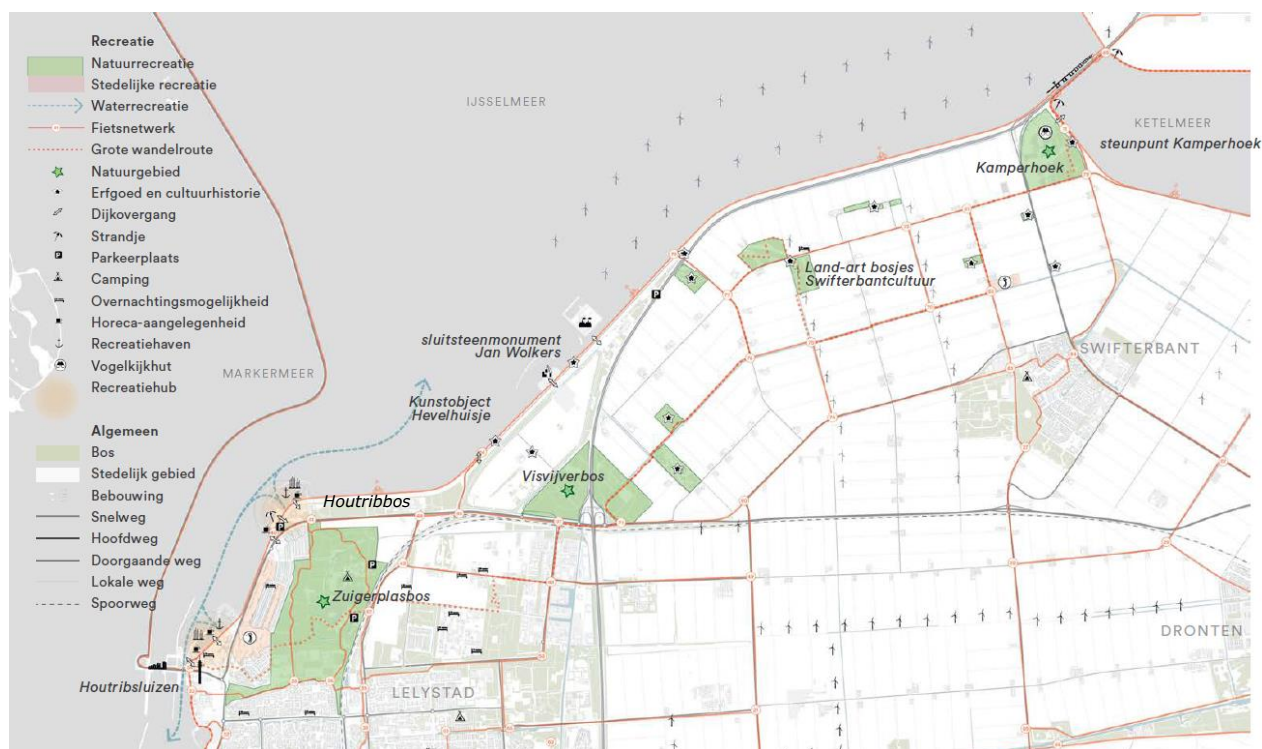 Recreatie
Natuurrecreatie
Stedelijke recreatie
Waterrecreatie
Fietsnetwerk
Grote wandelroute
Natuurgebied
Erfgoed en cultuurhistorie
Dijkovergang
Strandje
Parkeerplaats
Camping
Overnachtingsmogelijkheid
Horeca-aangelegenheid
Recreatiehaven
Vogelkijkhut
Recreatiehub
Algemeen
Bos
Stedelijk gebied
Bebouwing
Snelweg
Hoofdweg
Doorgaande weg
Lokale weg
Spoorweg
IJSSELMEER
KETELMEER
steunpunt Kamperhoek
Kamperhoek
Land-art bosjes
Swifterbantcultuur
sluitsteenmonument
Jan Wolkers
SWIFTERBANT
MARKERMEER
Kunstobject
Hevelhuisje
Visvijverbos
Houtribbos
Zuigerplasbos
DRONTEN
Houtribsluizen
LELYSTAD